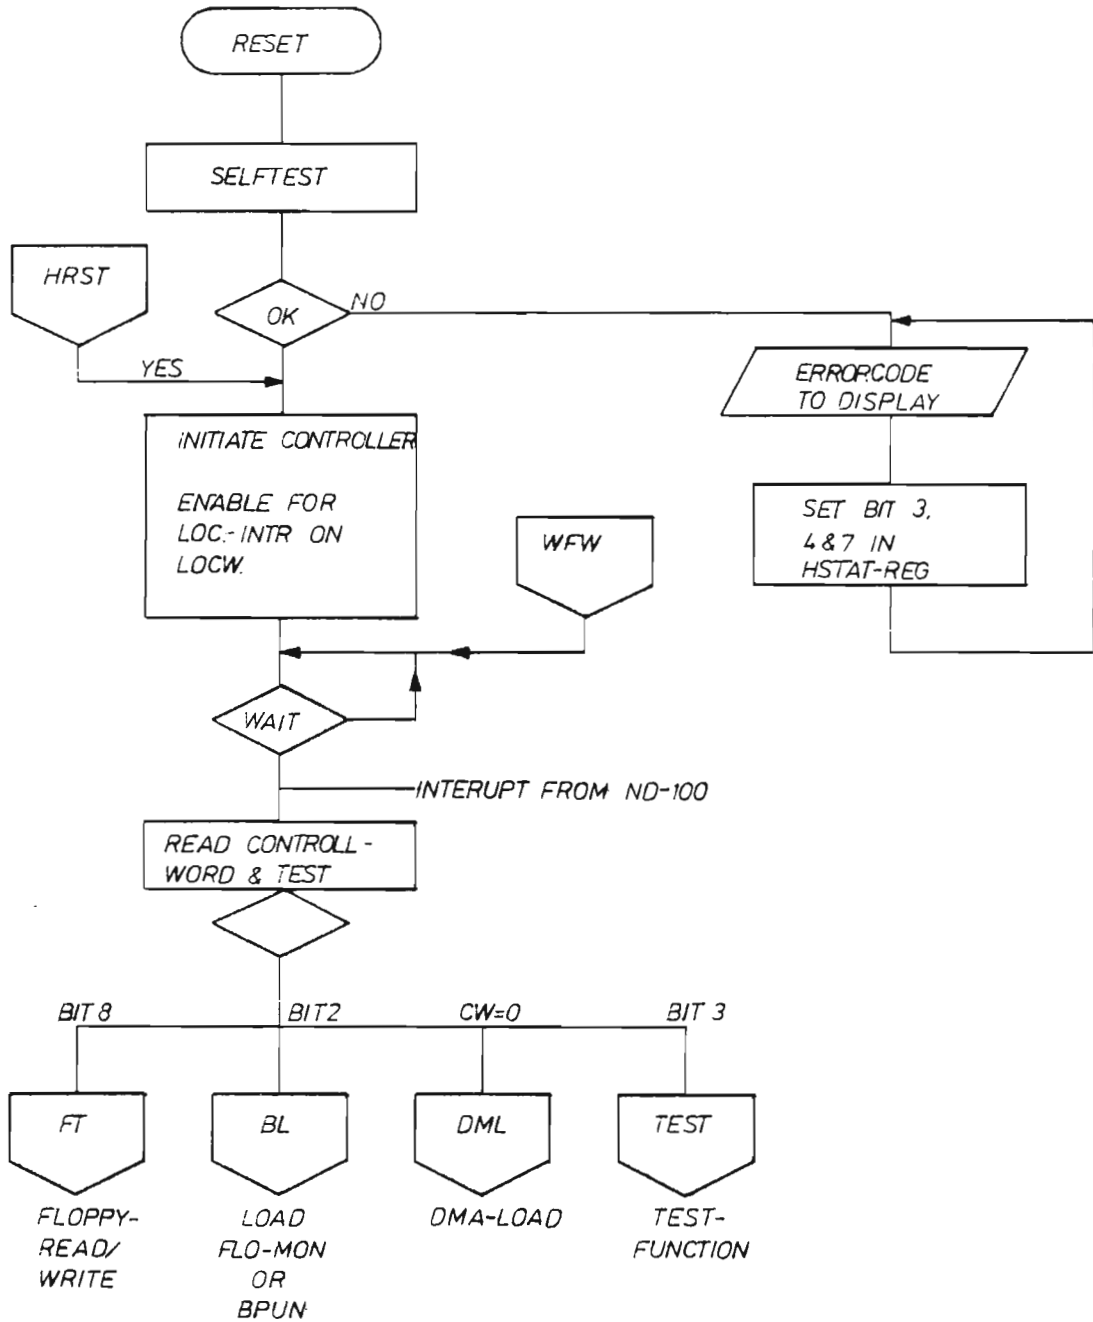 RESET
SELFTEST
HRST
OK
NO
YES
ERRORCODE
TO DISPLAY
INITIATE CONTROLLER
ENABLE FOR
LOC.-INTR ON
LOCW.
SET BIT 3,
4 & 7 IN
HSTAT-REG
WFW
WAIT
INTERUPT FROM ND-100
READ CONTROLL-
WORD & TEST
BIT 8
BIT 2
CW=0
BIT 3
FT
BL
DML
TEST
FLOPPY-
READ/
WRITE
LOAD
FLO-MON
OR
BPUN
DMA-LOAD
TEST-
FUNCTION